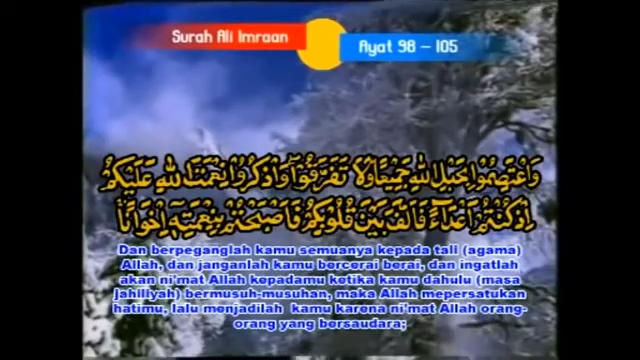 Surah Ali Imraan
Ayat 98 - 105
وَاعْتَصِمُوا بِحَبْلِ اللَّهِ جَمِيعًا وَلَا تَفَرَّقُوا وَاذْكُرُوا نِعْمَتَ اللَّهِ عَلَيْكُمْ
إِذْ كُنْتُمْ أَعْدَاءً فَأَلَّفَ بَيْنَ قُلُوبِكُمْ فَأَصْبَحْتُمْ بِنِعْمَتِهِ إِخْوَانًا
Dan berpeganglah kamu semuanya kepada tali (agama)
Allah, dan janganlah kamu bercerai berai, dan ingatlah
akan ni'mat Allah kepadamu ketika kamu dahulu (masa
Jahiliyah) bermusuh-musuhan, maka Allah mepersatukan
hatimu, lalu menjadilah kamu karena ni'mat Allah orang-
orang yang bersaudara;